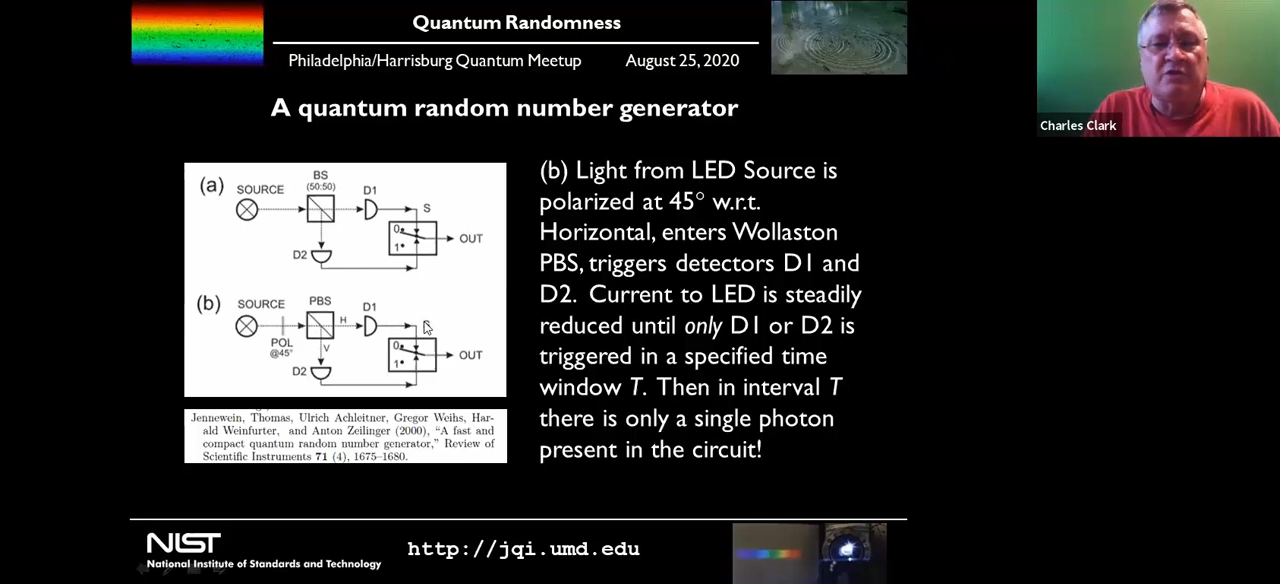 Quantum Randomness
Philadelphia/Harrisburg Quantum Meetup August 25, 2020
A quantum random number generator
Charles Clark
(a)
SOURCE
BS
(50:50)
D1
S
0
1
OUT
D2
(b)
SOURCE
PBS
D1
H
POL
@45°
V
0
1
OUT
D2
Jennewein, Thomas, Ulrich Achleitner, Gregor Weihs, Har-
ald Weinfurter, and Anton Zeilinger (2000), “A fast and
compact quantum random number generator,” Review of
Scientific Instruments 71 (4), 1675–1680.
(b) Light from LED Source is
polarized at 45° w.r.t.
Horizontal, enters Wollaston
PBS, triggers detectors D1 and
D2. Current to LED is steadily
reduced until only D1 or D2 is
triggered in a specified time
window T. Then in interval T
there is only a single photon
present in the circuit!
NIST
National Institute of Standards and Technology
http://jqi.umd.edu